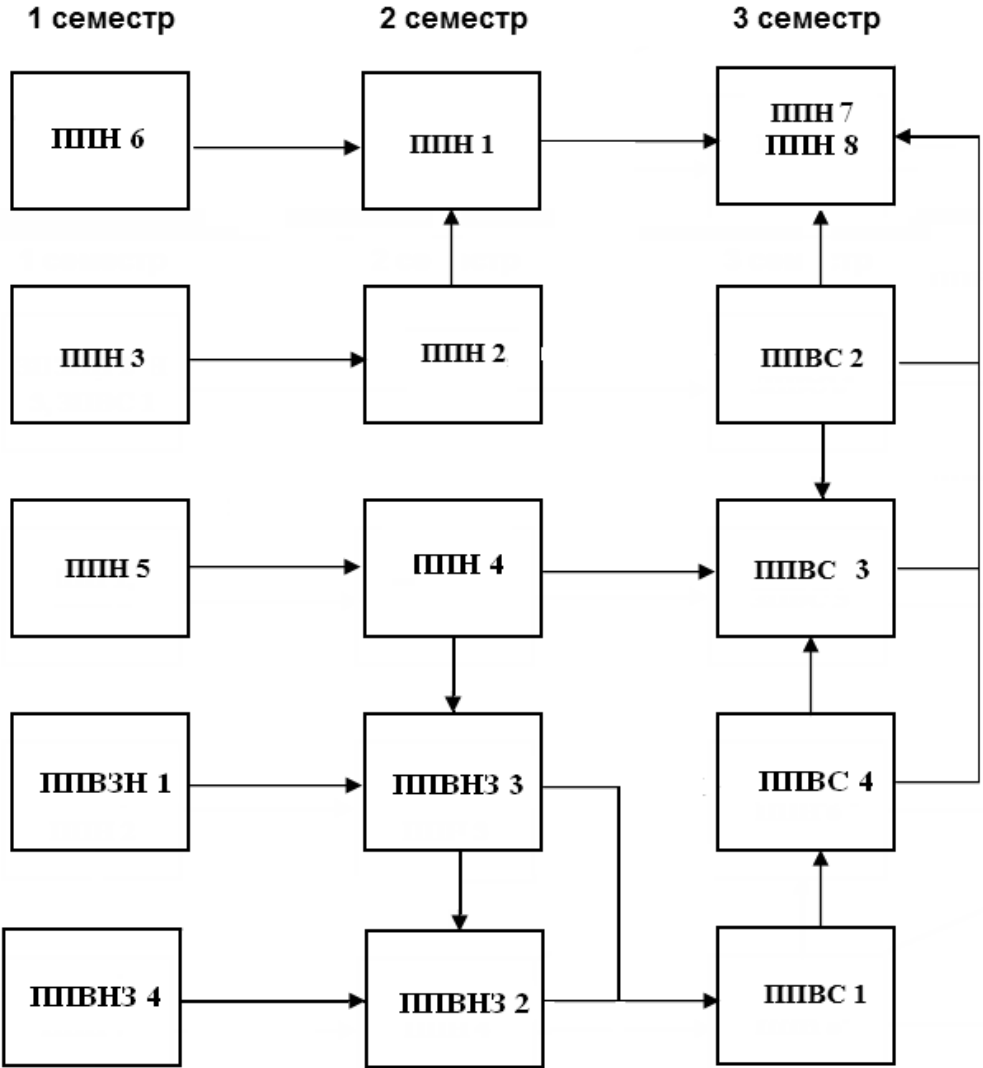 1 семестр
2 семестр
3 семестр
ППН 6
ППН 1
ППН 7
ППН 8
ППН 3
ППН 2
ППВС 2
ППН 5
ППН 4
ППВС 3
ППВЗН 1
ППВНЗ 3
ППВС 4
ППВНЗ 4
ППВНЗ 2
ППВС 1